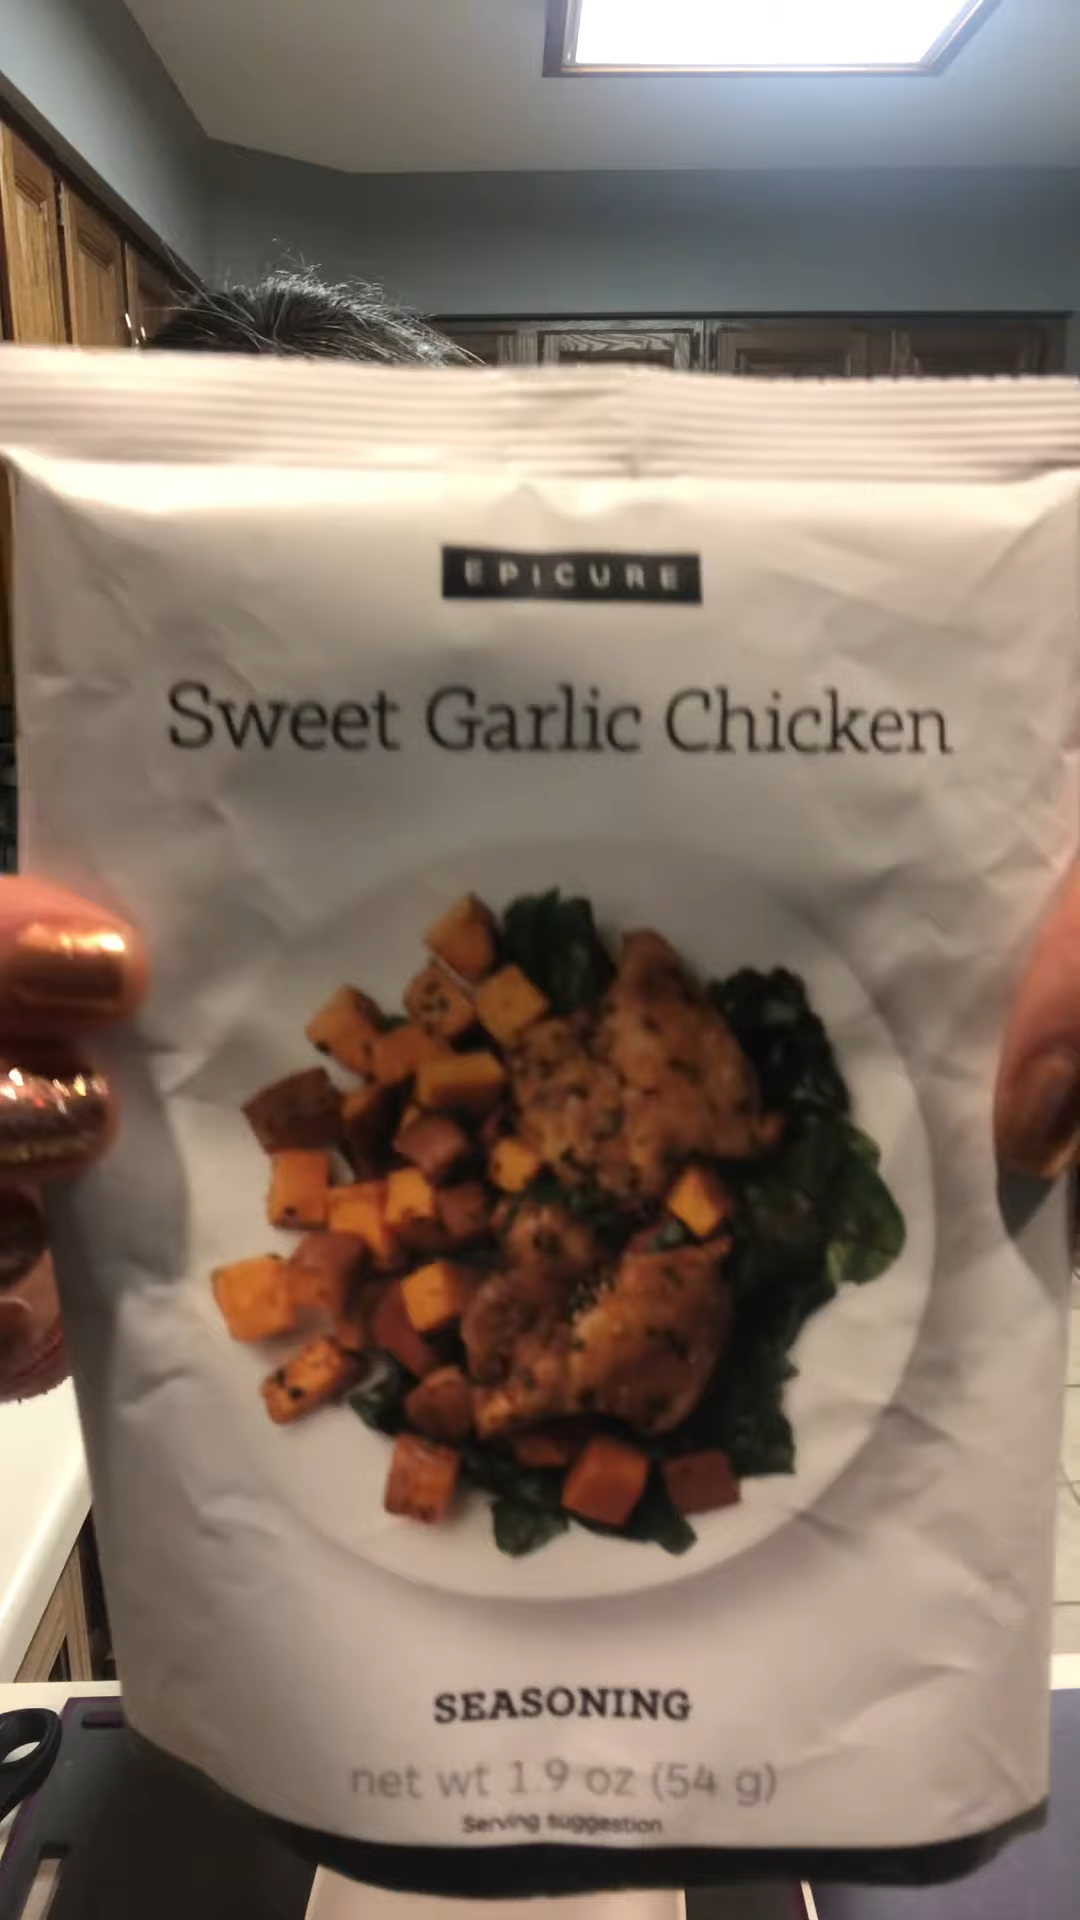 EPICURE
Sweet Garlic Chicken
SEASONING
net wt 1.9 oz (54 g)
Serving suggestion